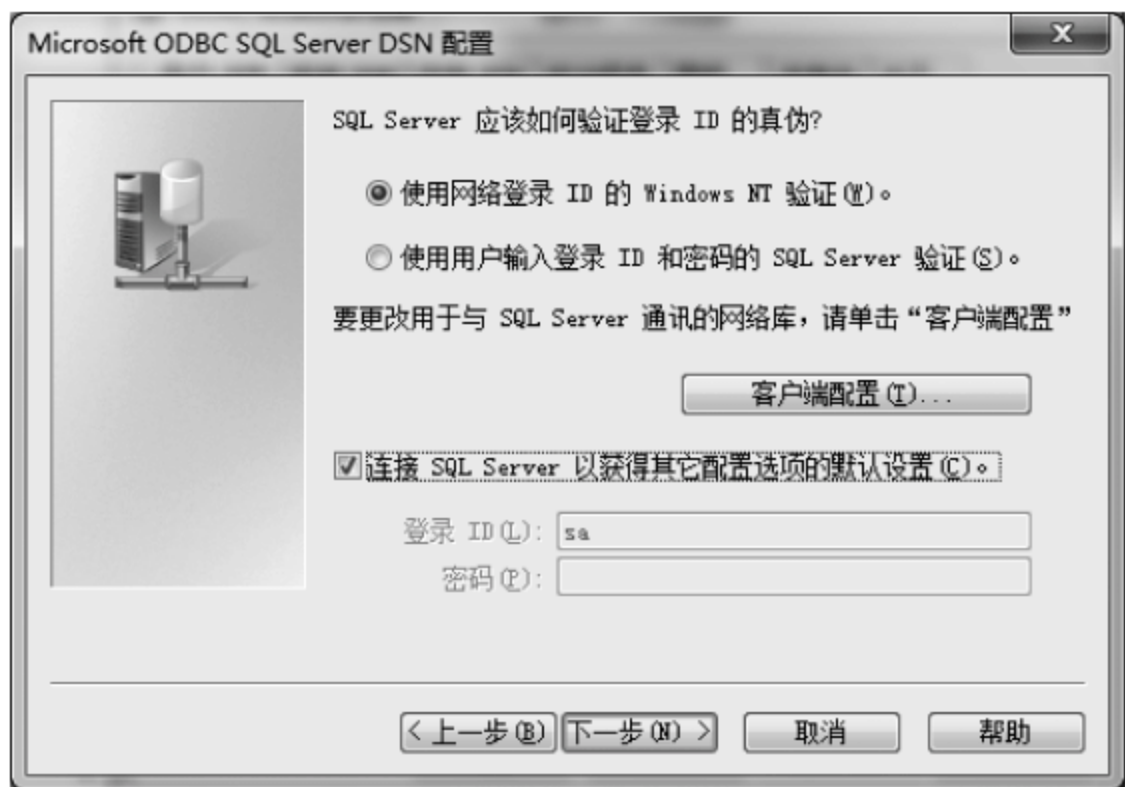 Microsoft ODBC SQL Server DSN 配置
SQL Server 应该如何验证登录 ID 的真伪?
使用网络登录 ID 的 Windows NT 验证(W)。
使用用户输入登录 ID 和密码的 SQL Server 验证(S)。
要更改用于与 SQL Server 通讯的网络库，请单击“客户端配置”
客户端配置(T)...
连接 SQL Server 以获得其它配置选项的默认设置(C)。
登录 ID(L): sa
密码(P):
< 上一步(B) 下一步(N) > 取消 帮助